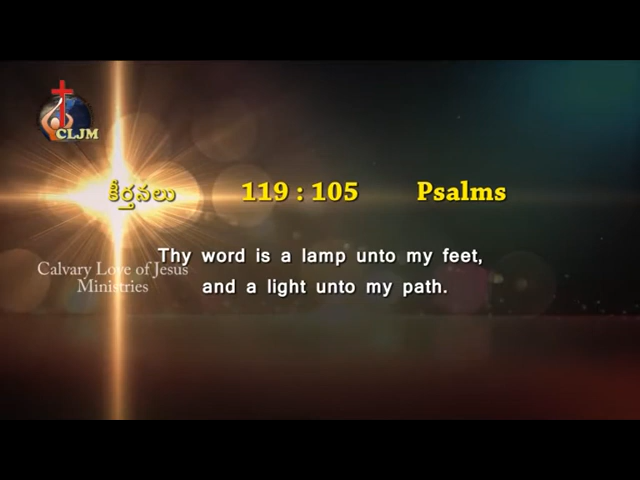 CLJM
కీర్తనలు 119 : 105 Psalms
Thy word is a lamp unto my feet,
and a light unto my path.
Calvary Love of Jesus
Ministries